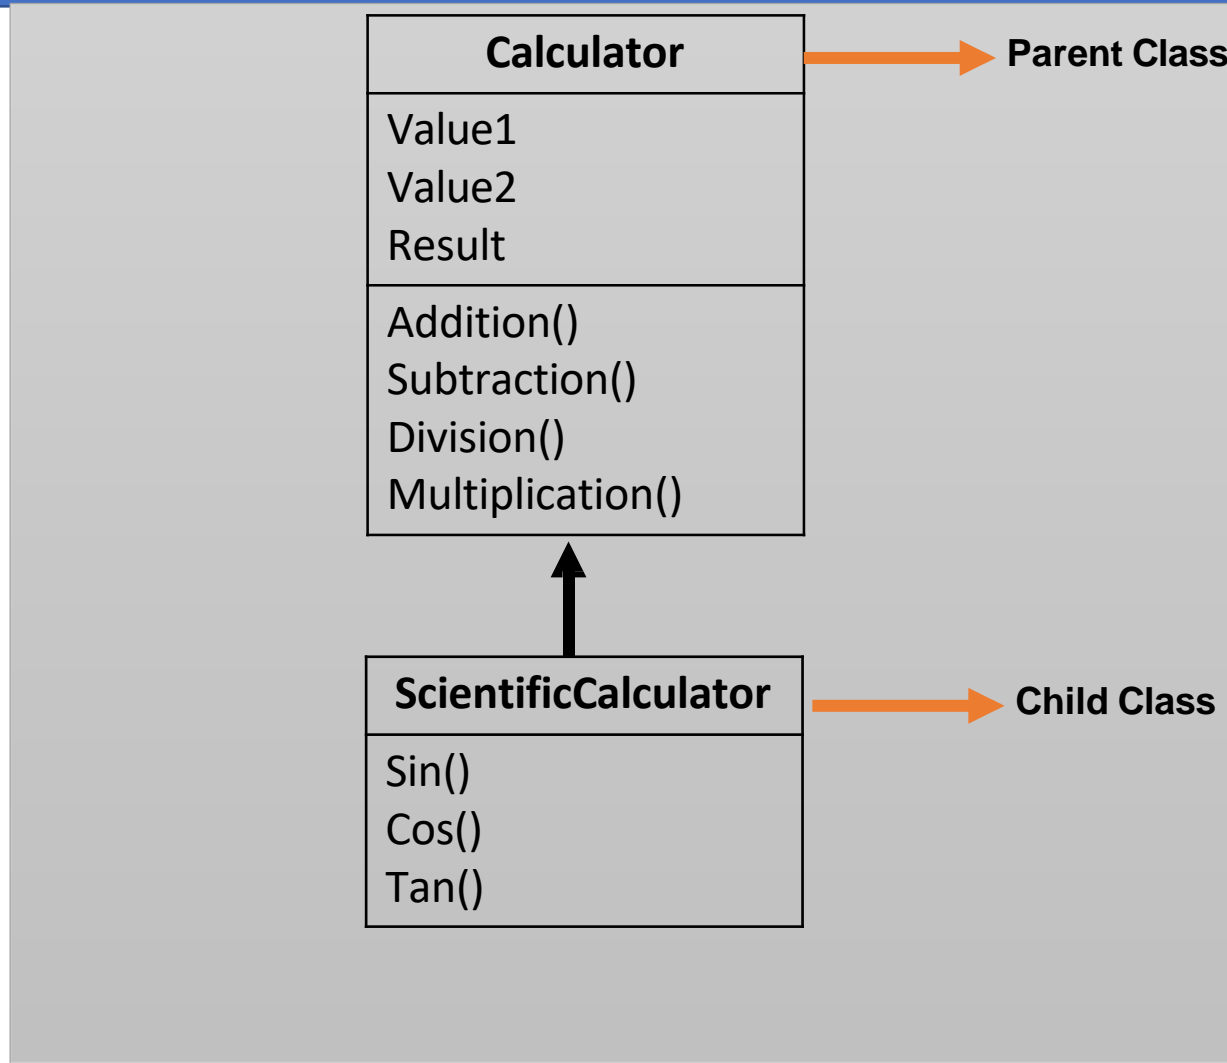 Calculator
Parent Class
Value1
Value2
Result
Addition()
Subtraction()
Division()
Multiplication()
ScientificCalculator
Child Class
Sin()
Cos()
Tan()